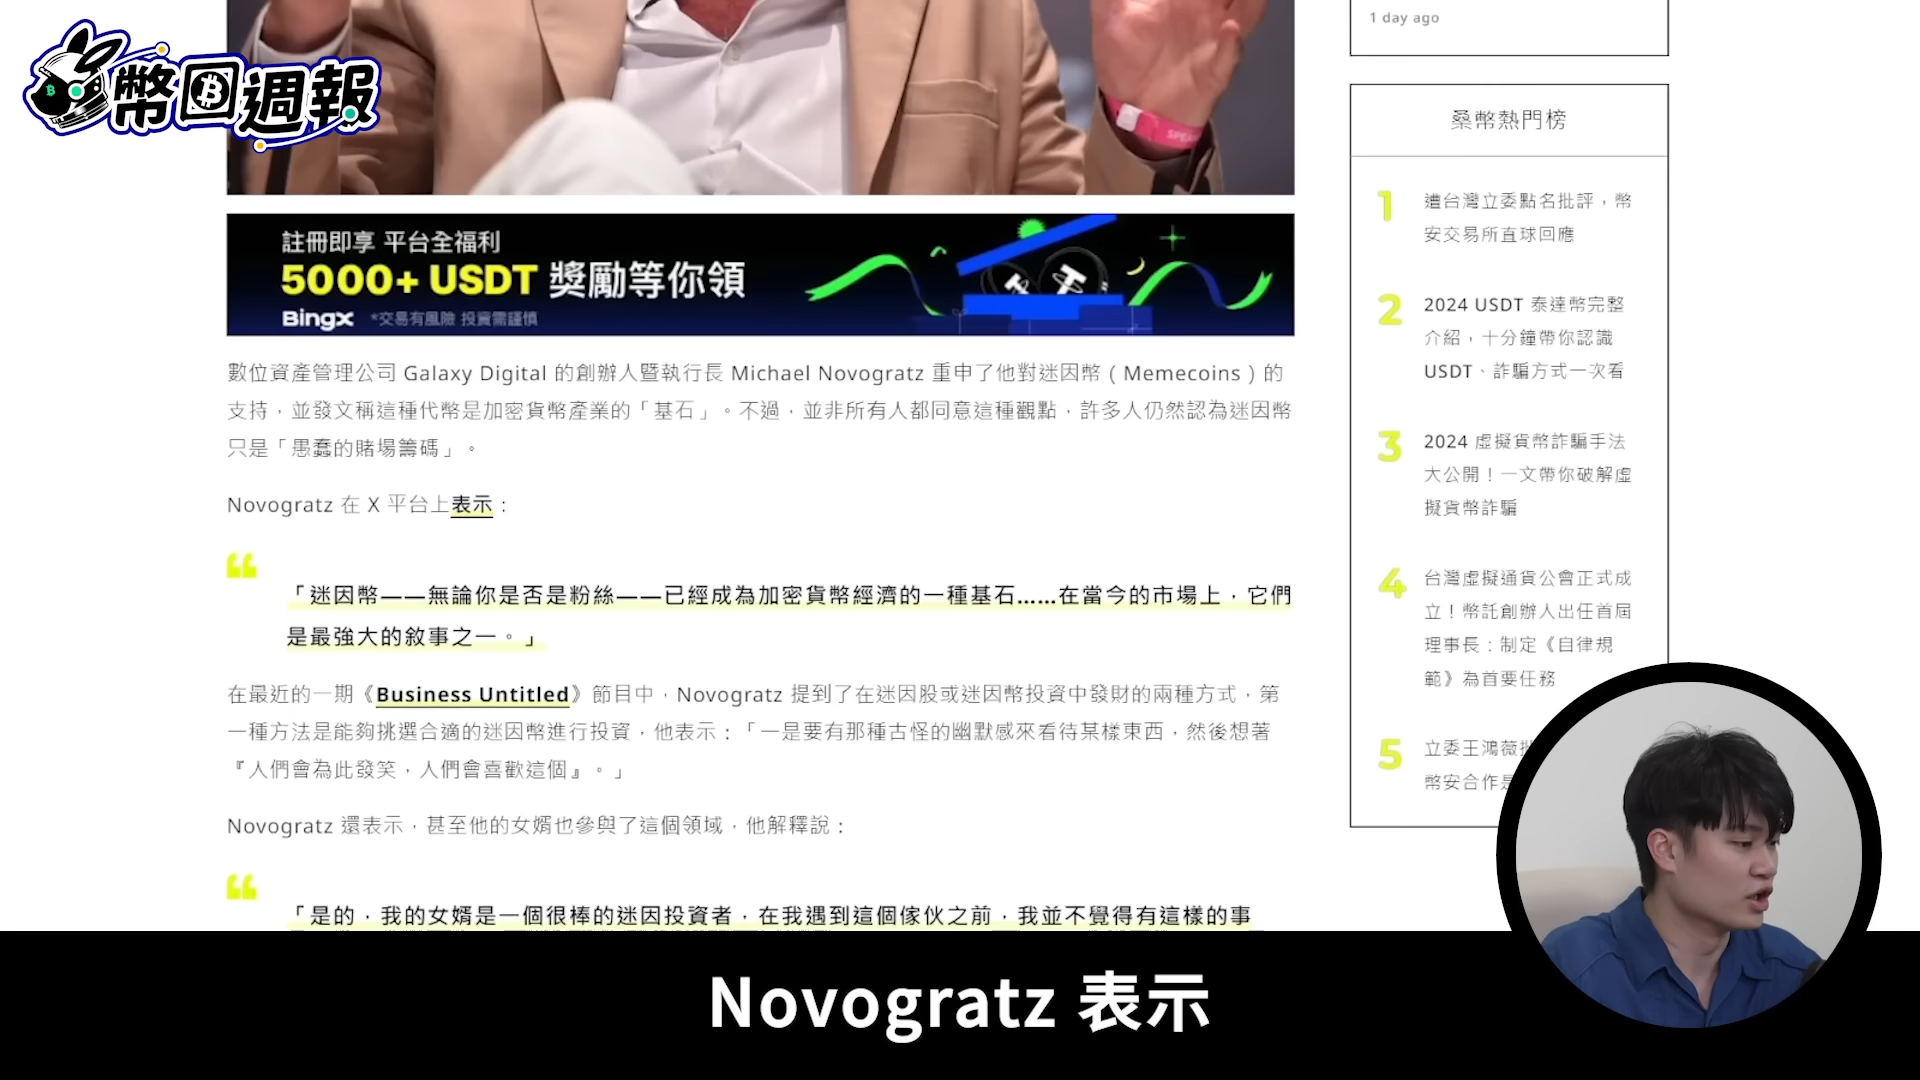 幣回週報
1 day ago
註冊即享 平台全福利
5000+ USDT 獎勵等你領
BingX *交易有風險 投資需謹慎
數位資產管理公司 Galaxy Digital 的創辦人暨執行長 Michael Novogratz 重申了他對迷因幣 ( Memecoins ) 的
支持，並發文稱這種代幣是加密貨幣產業的「基石」。不過，並非所有人都同意這種觀點，許多人仍然認為迷因幣
只是「愚蠢的賭場籌碼」。
Novogratz 在 X 平台上表示：
「迷因幣——無論你是否是粉絲——已經成為加密貨幣經濟的一種基石……在當今的市場上，它們
是最強大的敘事之一。」
在最近的一期《Business Untitled》節目中，Novogratz 提到了在迷因股或迷因幣投資中發財的兩種方式，第
一種方法是能夠挑選合適的迷因幣進行投資，他表示：「一是要有那種古怪的幽默感來看待某樣東西，然後想著
『人們會為此發笑，人們會喜歡這個』。」
Novogratz 還表示，甚至他的女婿也參與了這個領域，他解釋說：
「是的，我的女婿是一個很棒的迷因投資者，在我遇到這個傢伙之前，我並不覺得有這樣的事
桑幣熱門榜
1 遭台灣立委點名批評，幣
安交易所直球回應
2 2024 USDT 泰達幣完整
介紹，十分鐘帶你認識
USDT、詐騙方式一次看
3 2024 虛擬貨幣詐騙手法
大公開！一文帶你破解虛
擬貨幣詐騙
4 台灣虛擬通貨公會正式成
立！幣託創辦人出任首屆
理事長：制定《自律規
範》為首要任務
5 立委王鴻薇
幣安合作
SPEA
Novogratz 表示